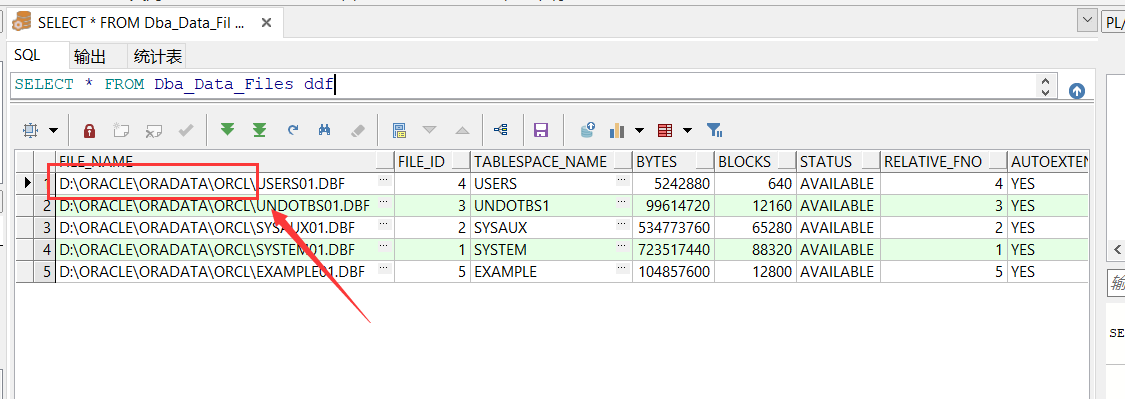 SELECT * FROM Dba_Data_Fil ...
PL/
SQL 输出 统计表
SELECT * FROM Dba_Data_Files ddf
FILE_NAME FILE_ID TABLESPACE_NAME BYTES BLOCKS STATUS RELATIVE_FNO AUTOEXTEN
1 D:\ORACLE\ORADATA\ORCL\USERS01.DBF ... 4 USERS ... 5242880 640 AVAILABLE 4 YES
2 D:\ORACLE\ORADATA\ORCL\UNDOTBS01.DBF ... 3 UNDOTBS1 ... 99614720 12160 AVAILABLE 3 YES
3 D:\ORACLE\ORADATA\ORCL\SYSAUX01.DBF ... 2 SYSAUX ... 534773760 65280 AVAILABLE 2 YES
4 D:\ORACLE\ORADATA\ORCL\SYSTEM01.DBF ... 1 SYSTEM ... 723517440 88320 AVAILABLE 1 YES
5 D:\ORACLE\ORADATA\ORCL\EXAMPLE01.DBF ... 5 EXAMPLE ... 104857600 12800 AVAILABLE 5 YES
SE